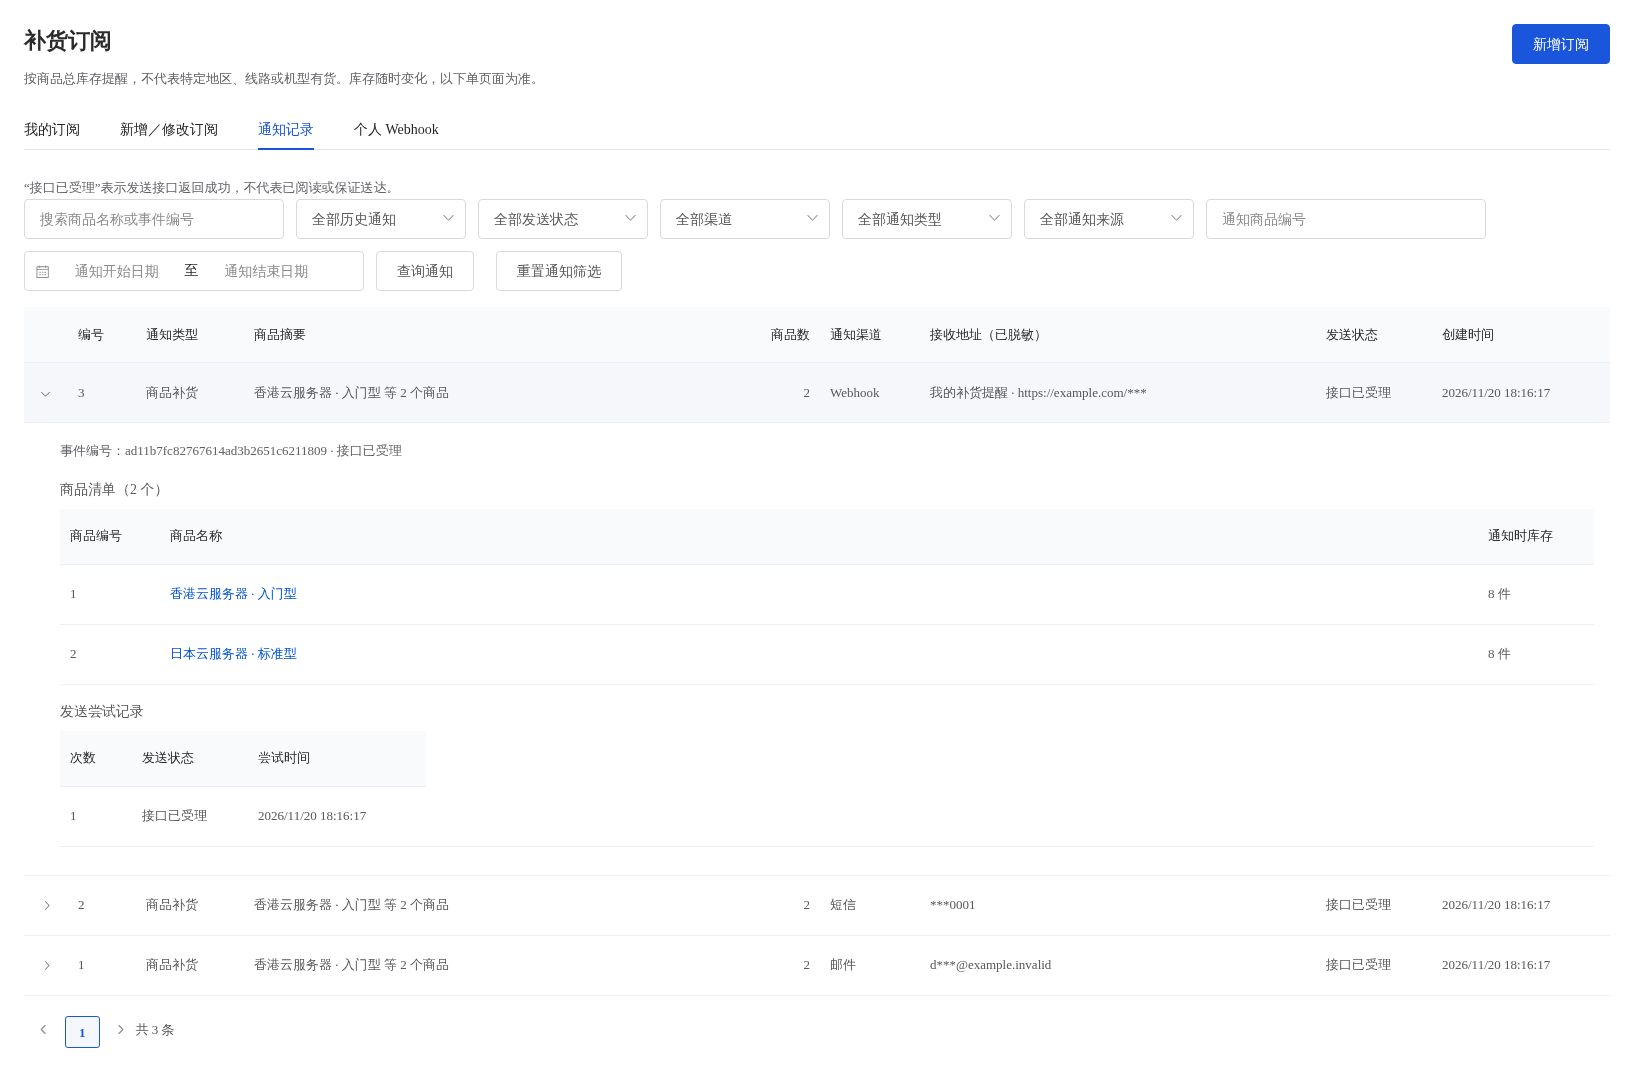 补货订阅
新增订阅
按商品总库存提醒，不代表特定地区、线路或机型有货。库存随时变化，以下单页面为准。
我的订阅 新增／修改订阅 通知记录 个人 Webhook
“接口已受理”表示发送接口返回成功，不代表已阅读或保证送达。
搜索商品名称或事件编号 全部历史通知 全部发送状态 全部渠道 全部通知类型 全部通知来源 通知商品编号
通知开始日期 至 通知结束日期 查询通知 重置通知筛选
编号 通知类型 商品摘要 商品数 通知渠道 接收地址（已脱敏） 发送状态 创建时间
3 商品补货 香港云服务器 · 入门型 等 2 个商品 2 Webhook 我的补货提醒 · https://example.com/*** 接口已受理 2026/11/20 18:16:17
事件编号：ad11b7fc82767614ad3b2651c6211809 · 接口已受理
商品清单（2 个）
商品编号 商品名称 通知时库存
1 香港云服务器 · 入门型 8 件
2 日本云服务器 · 标准型 8 件
发送尝试记录
次数 发送状态 尝试时间
1 接口已受理 2026/11/20 18:16:17
2 商品补货 香港云服务器 · 入门型 等 2 个商品 2 短信 ***0001 接口已受理 2026/11/20 18:16:17
1 商品补货 香港云服务器 · 入门型 等 2 个商品 2 邮件 d***@example.invalid 接口已受理 2026/11/20 18:16:17
1 共 3 条